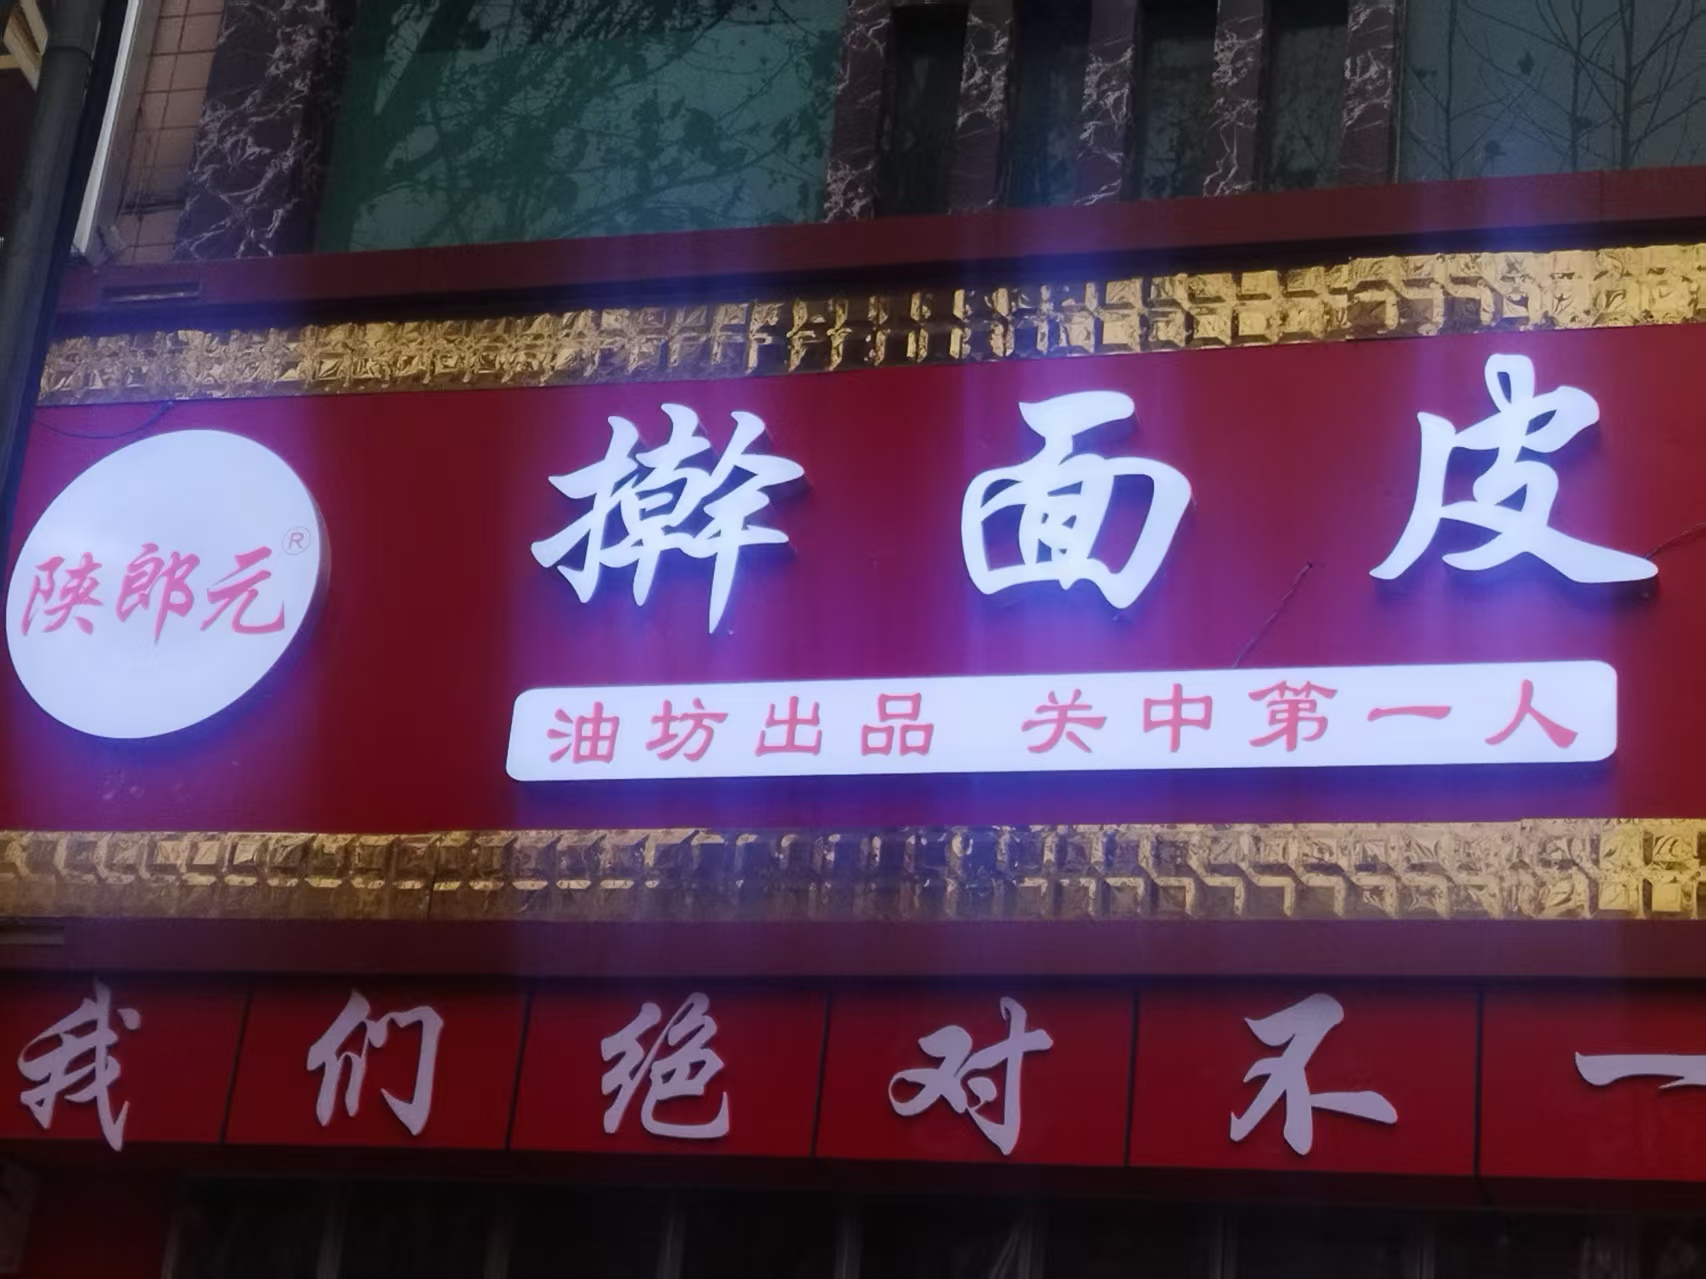 陕郎元®
擀面皮
油坊出品 关中第一人
我们绝对不一